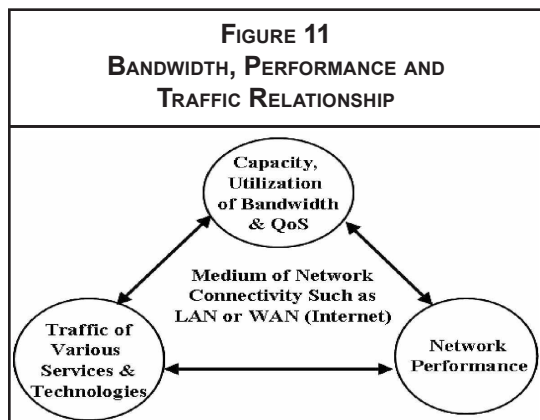 FIGURE 11
BANDWIDTH, PERFORMANCE AND
TRAFFIC RELATIONSHIP
Capacity,
Utilization
of Bandwidth
& QoS
Medium of Network
Connectivity Such as
LAN or WAN (Internet)
Traffic of
Various
Services &
Technologies
Network
Performance